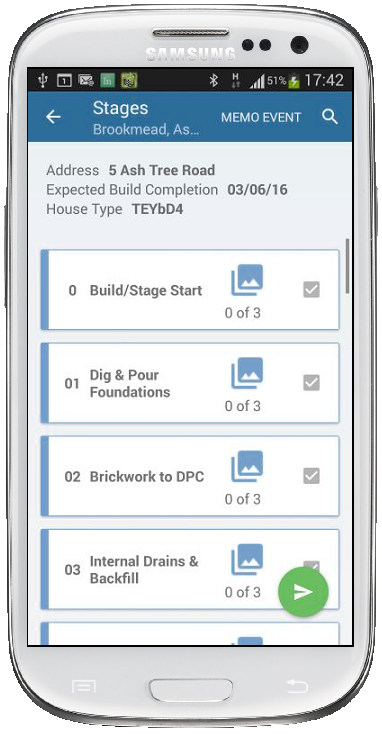 SAMSUNG
1
H
51%
17:42
Stages
Brookmead, As...
MEMO EVENT
Address 5 Ash Tree Road
Expected Build Completion 03/06/16
House Type TEYbD4
0 Build/Stage Start
0 of 3
01 Dig & Pour
Foundations
0 of 3
02 Brickwork to DPC
0 of 3
03 Internal Drains &
Backfill
0 of 3